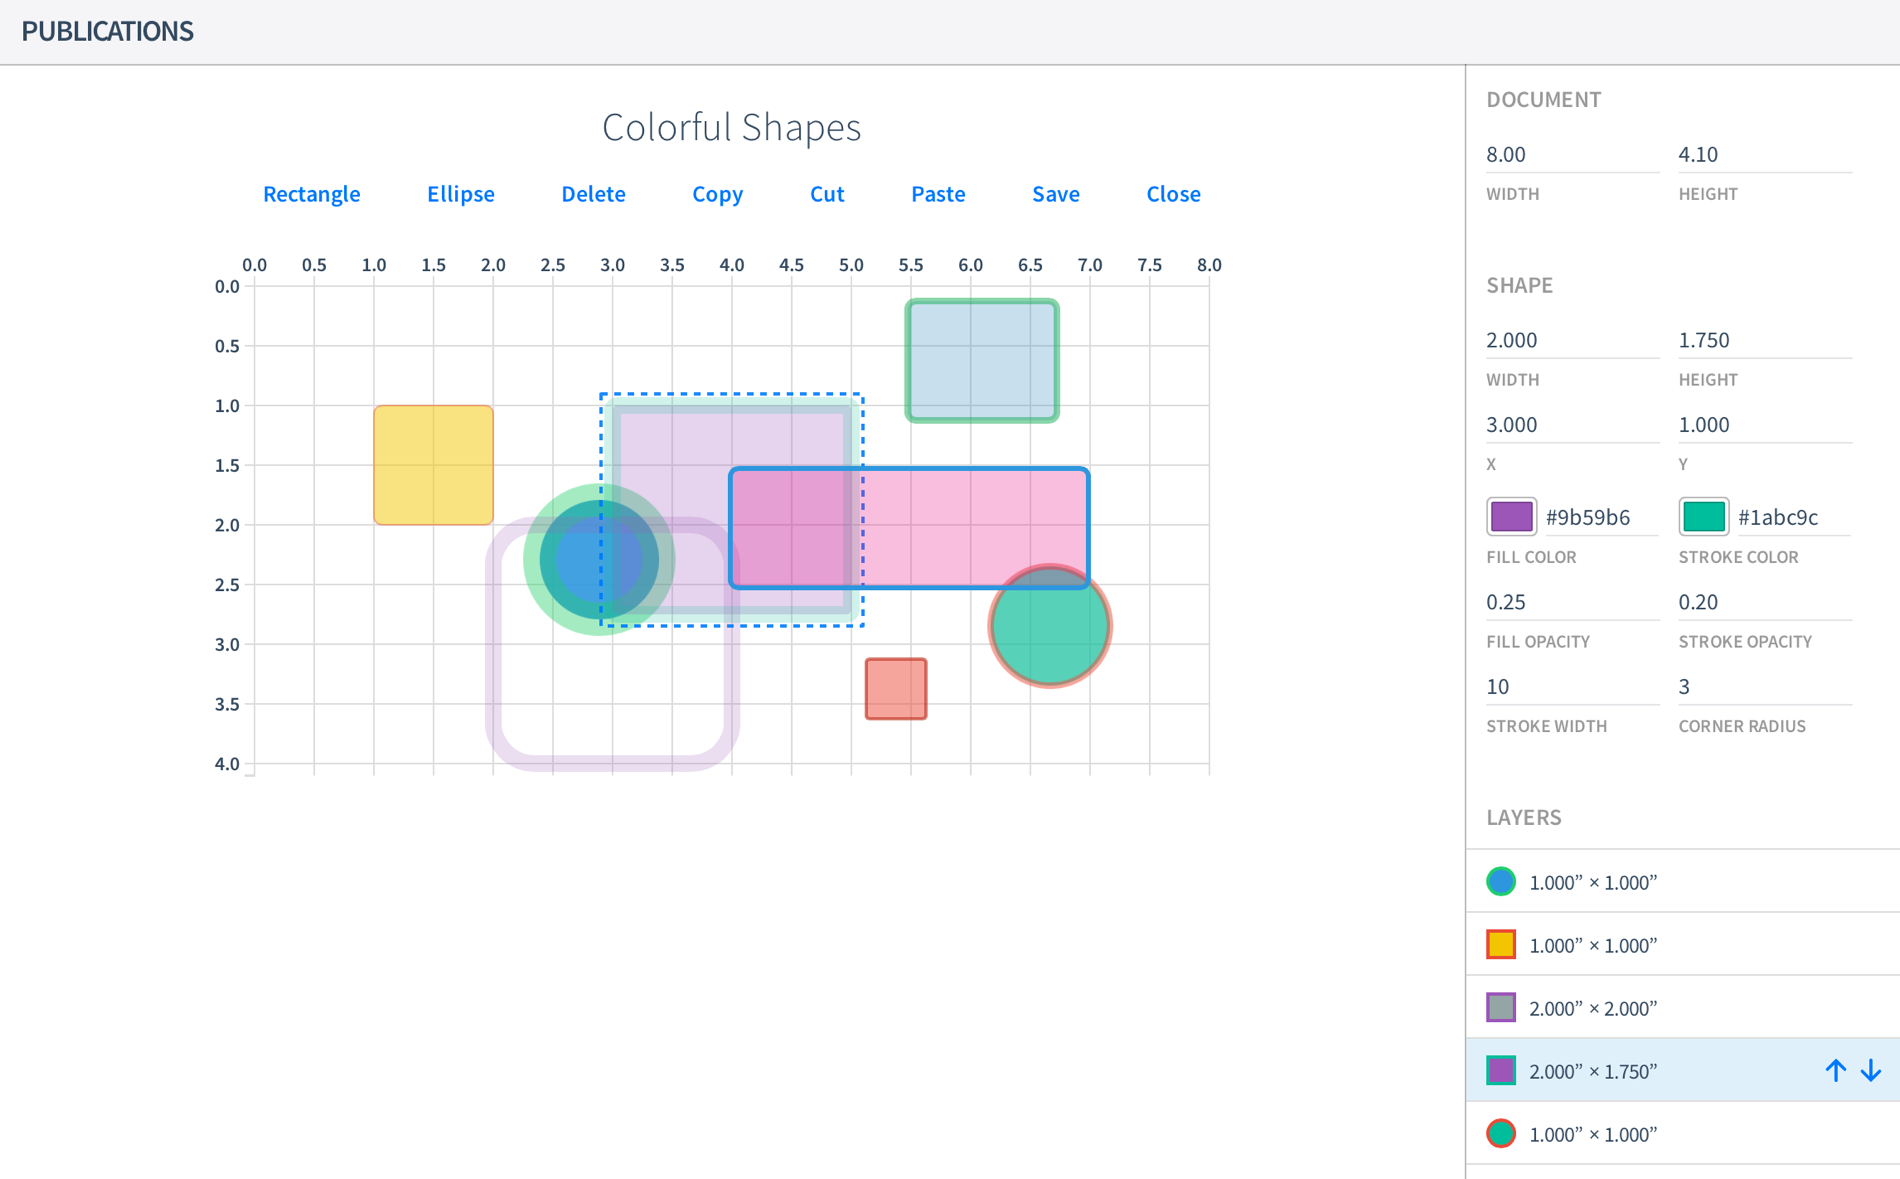 PUBLICATIONS
Colorful Shapes
Rectangle Ellipse Delete Copy Cut Paste Save Close
0.0 0.5 1.0 1.5 2.0 2.5 3.0 3.5 4.0 4.5 5.0 5.5 6.0 6.5 7.0 7.5 8.0
0.0
0.5
1.0
1.5
2.0
2.5
3.0
3.5
4.0
DOCUMENT
8.00 4.10
WIDTH HEIGHT
SHAPE
2.000 1.750
WIDTH HEIGHT
3.000 1.000
X Y
#9b59b6 #1abc9c
FILL COLOR STROKE COLOR
0.25 0.20
FILL OPACITY STROKE OPACITY
10 3
STROKE WIDTH CORNER RADIUS
LAYERS
1.000” × 1.000”
1.000” × 1.000”
2.000” × 2.000”
2.000” × 1.750”
1.000” × 1.000”